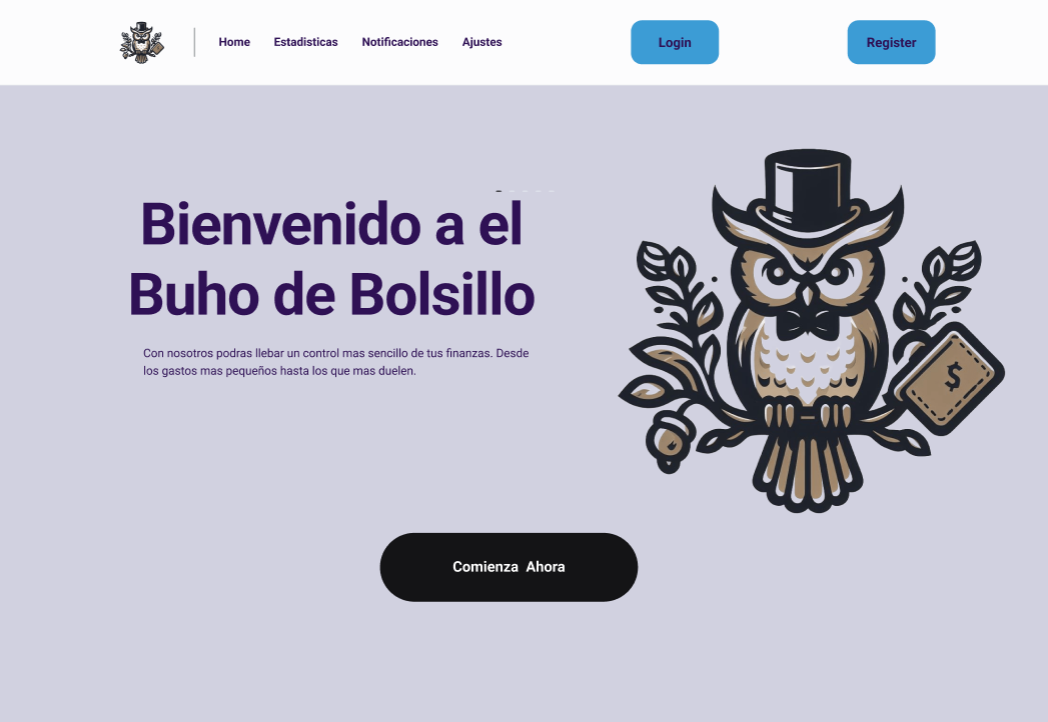 Home Estadisticas Notificaciones Ajustes Login Register
Bienvenido a el
Buho de Bolsillo
Con nosotros podras llebar un control mas sencillo de tus finanzas. Desde
los gastos mas pequeños hasta los que mas duelen.
$
Comienza Ahora